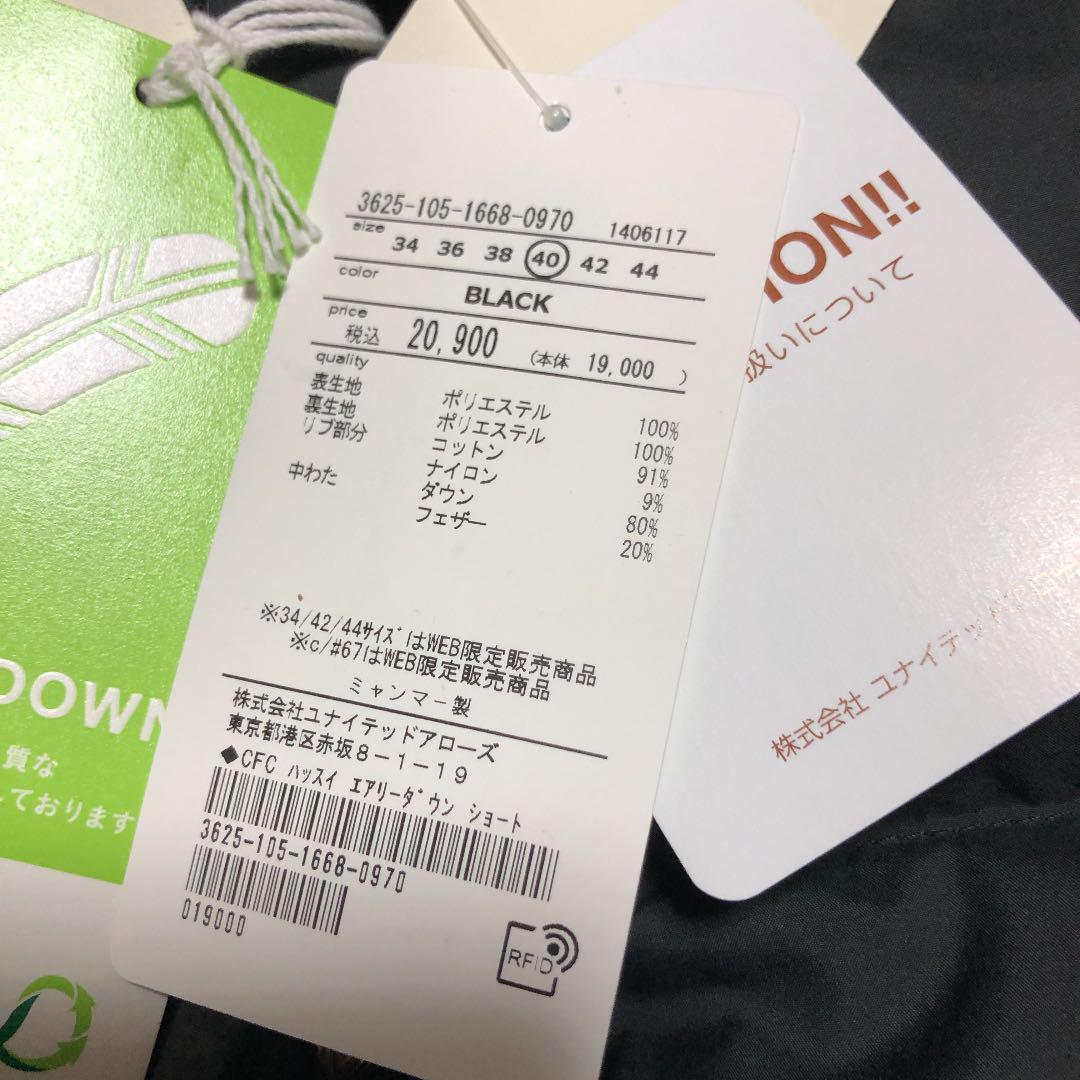 3625-105-1668-0970 1406117
size 34 36 38 40 42 44
color BLACK
price 税込 20,900 (本体 19,000 )
quality
表生地 ポリエステル 100%
裏生地 ポリエステル 100%
リブ部分 コットン 91%
ナイロン 9%
中わた ダウン 80%
フェザー 20%
※34/42/44サイズはWEB限定販売商品
※c/#67はWEB限定販売商品
ミャンマー製
株式会社ユナイテッドアローズ
東京都港区赤坂8-1-19
◆CFC ハッスイ エアリーダウン ショート
3625-105-1668-0970
019000
RFID
DOWN
質な
しております
ION!!
扱いについて
株式会社 ユナイテッドアロ